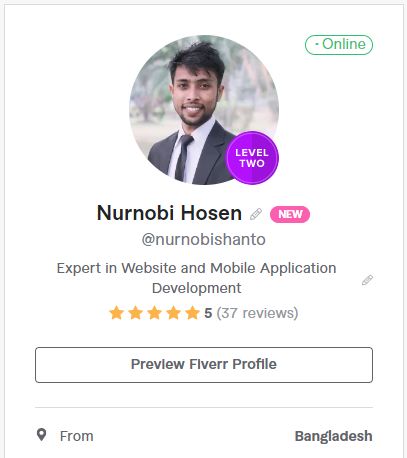 · Online
LEVEL
TWO
Nurnobi Hosen NEW
@nurnobishanto
Expert in Website and Mobile Application
Development
5 (37 reviews)
Preview Fiverr Profile
From Bangladesh